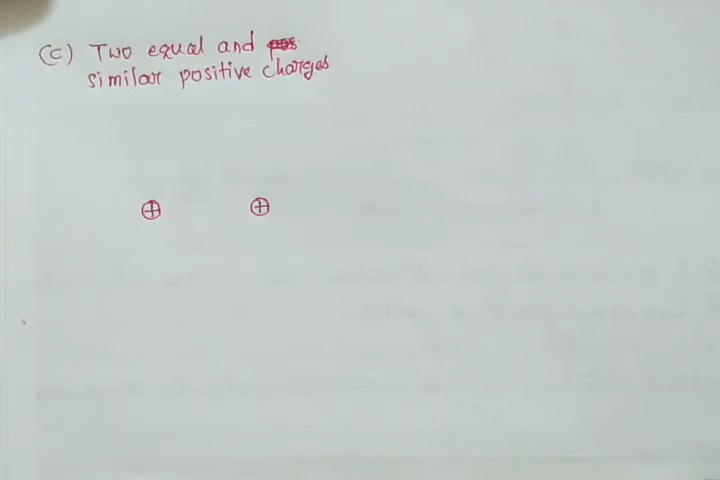 (C) Two equal and
similar positive charges
⊕ ⊕